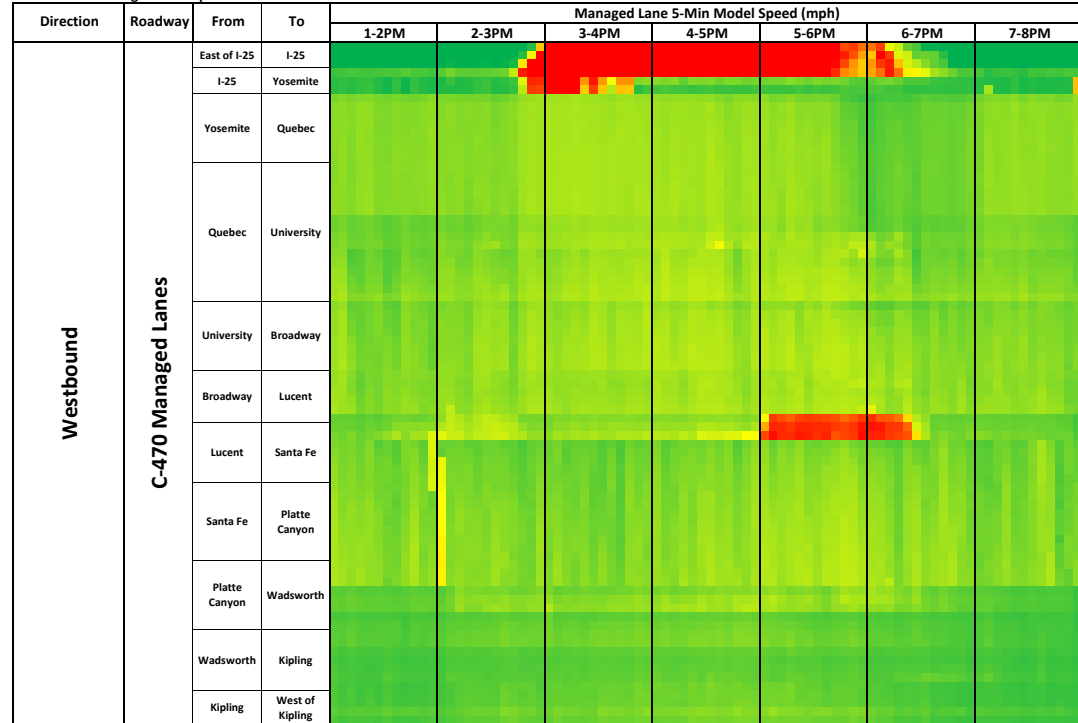 Direction Roadway From To Managed Lane 5-Min Model Speed (mph)
1-2PM 2-3PM 3-4PM 4-5PM 5-6PM 6-7PM 7-8PM
Westbound
C-470 Managed Lanes
East of I-25 I-25
I-25 Yosemite
Yosemite Quebec
Quebec University
University Broadway
Broadway Lucent
Lucent Santa Fe
Santa Fe Platte
Canyon
Platte
Canyon Wadsworth
Wadsworth Kipling
Kipling West of
Kipling